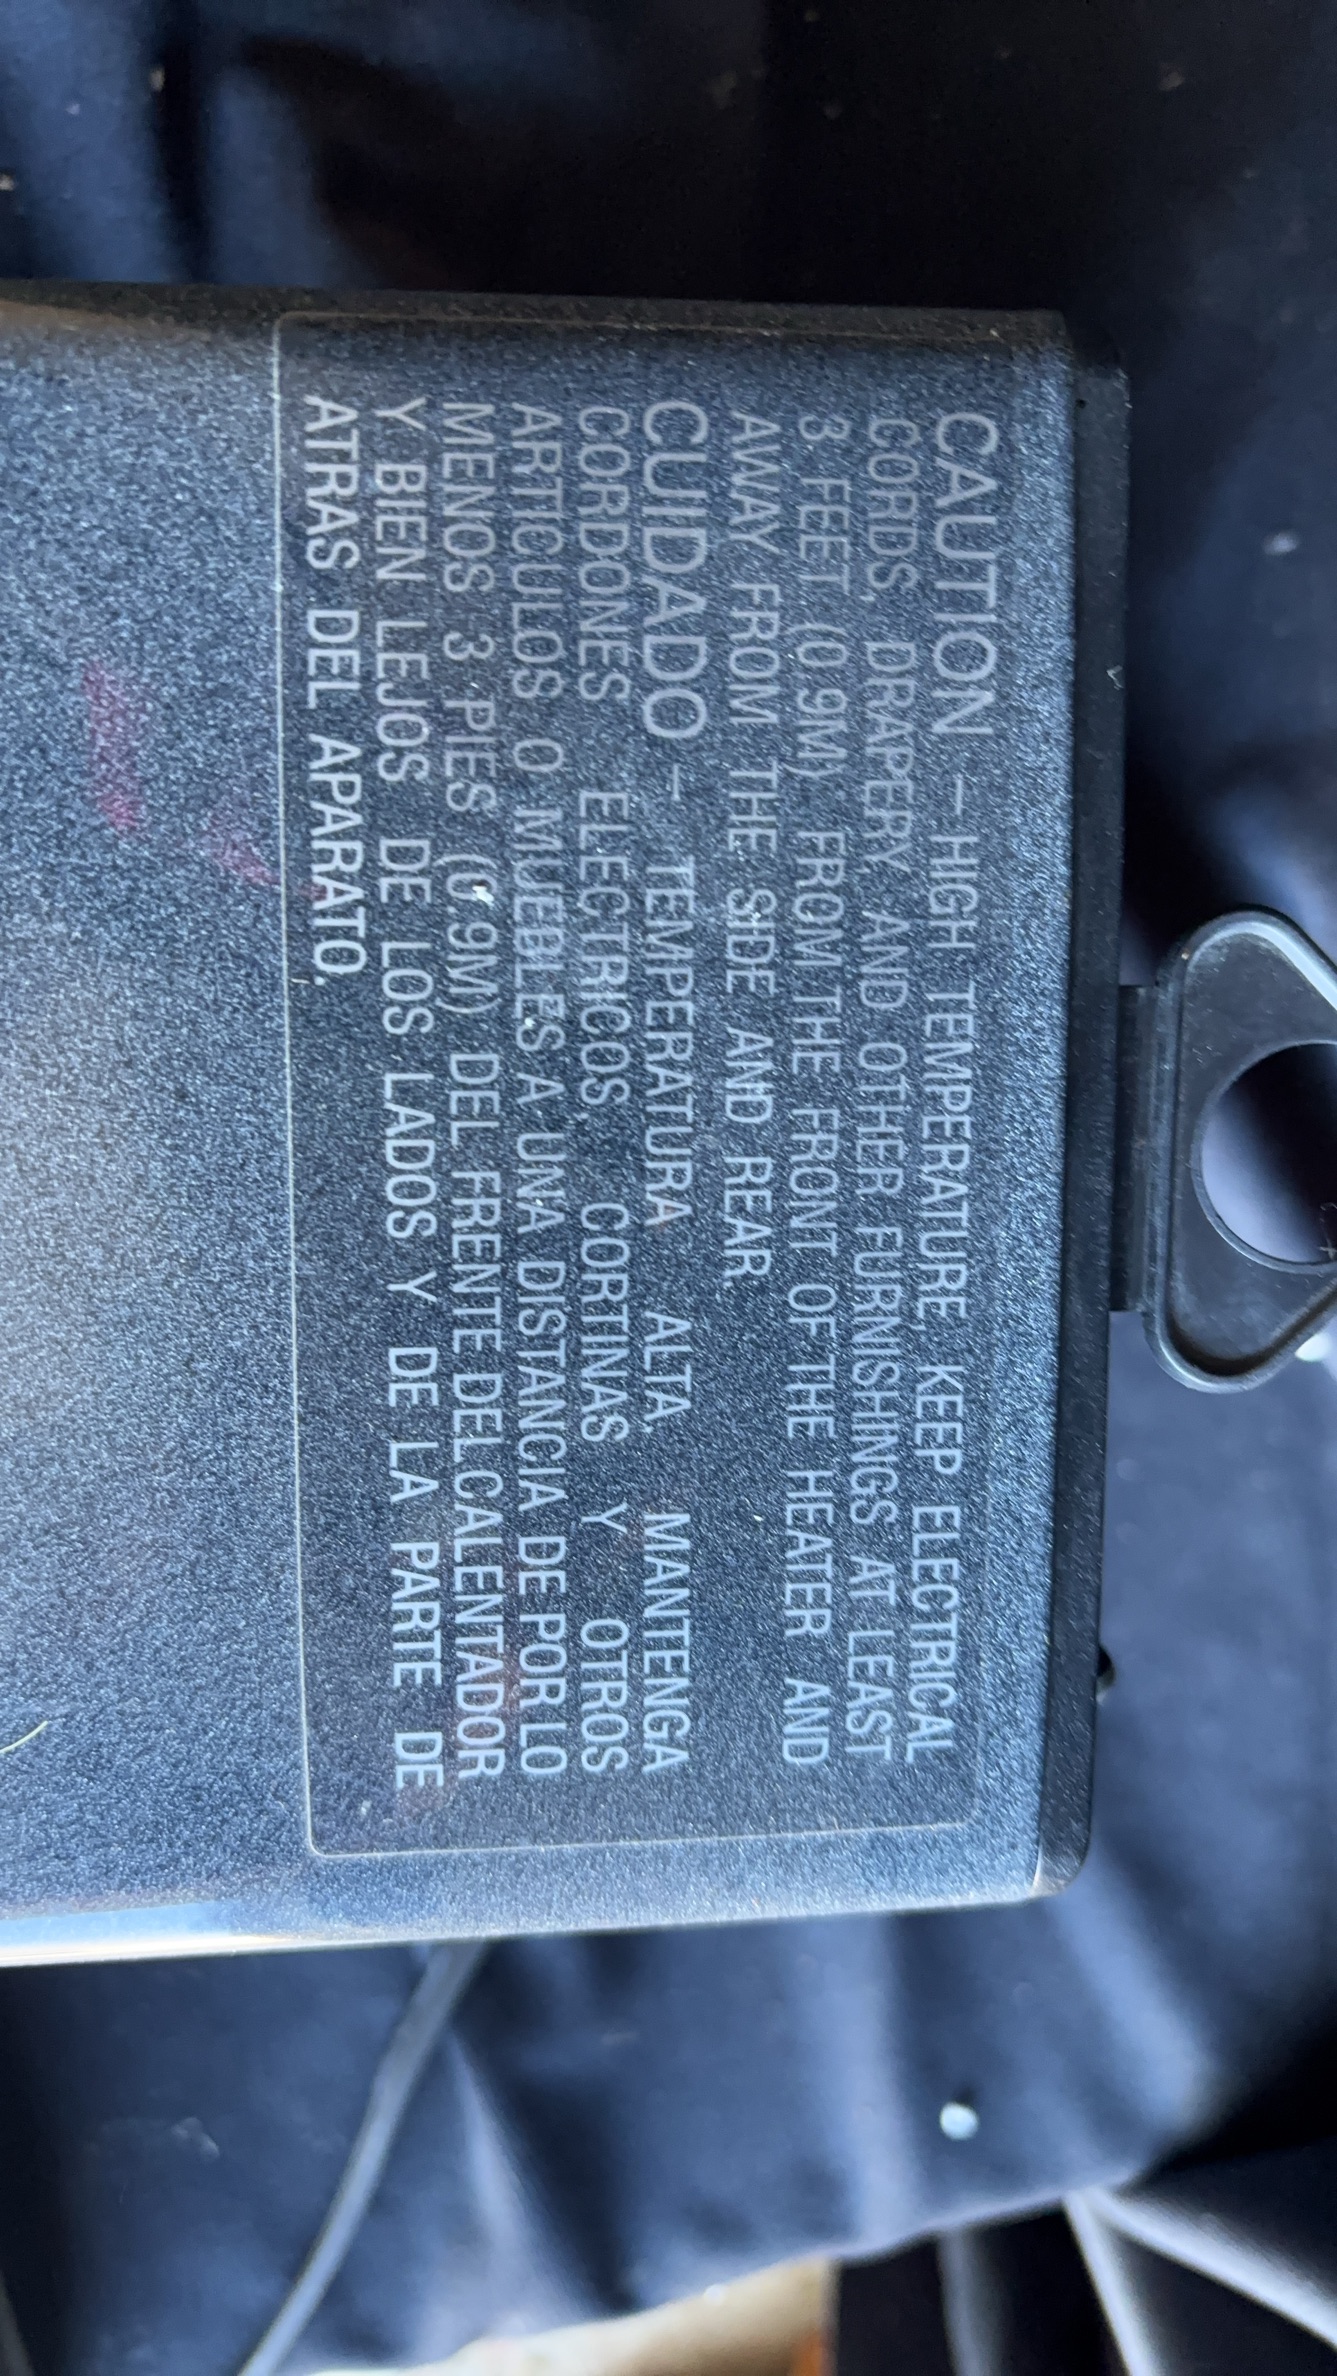 CAUTION – HIGH TEMPERATURE, KEEP ELECTRICAL
CORDS, DRAPERY, AND OTHER FURNISHINGS AT LEAST
3 FEET (0.9M) FROM THE FRONT OF THE HEATER AND
AWAY FROM THE SIDE AND REAR.
CUIDADO – TEMPERATURA ALTA. MANTENGA
CORDONES ELECTRICOS, CORTINAS Y OTROS
ARTICULOS O MUEBLES A UNA DISTANCIA DE POR LO
MENOS 3 PIES (0.9M) DEL FRENTE DEL CALENTADOR
Y BIEN LEJOS DE LOS LADOS Y DE LA PARTE DE
ATRAS DEL APARATO.